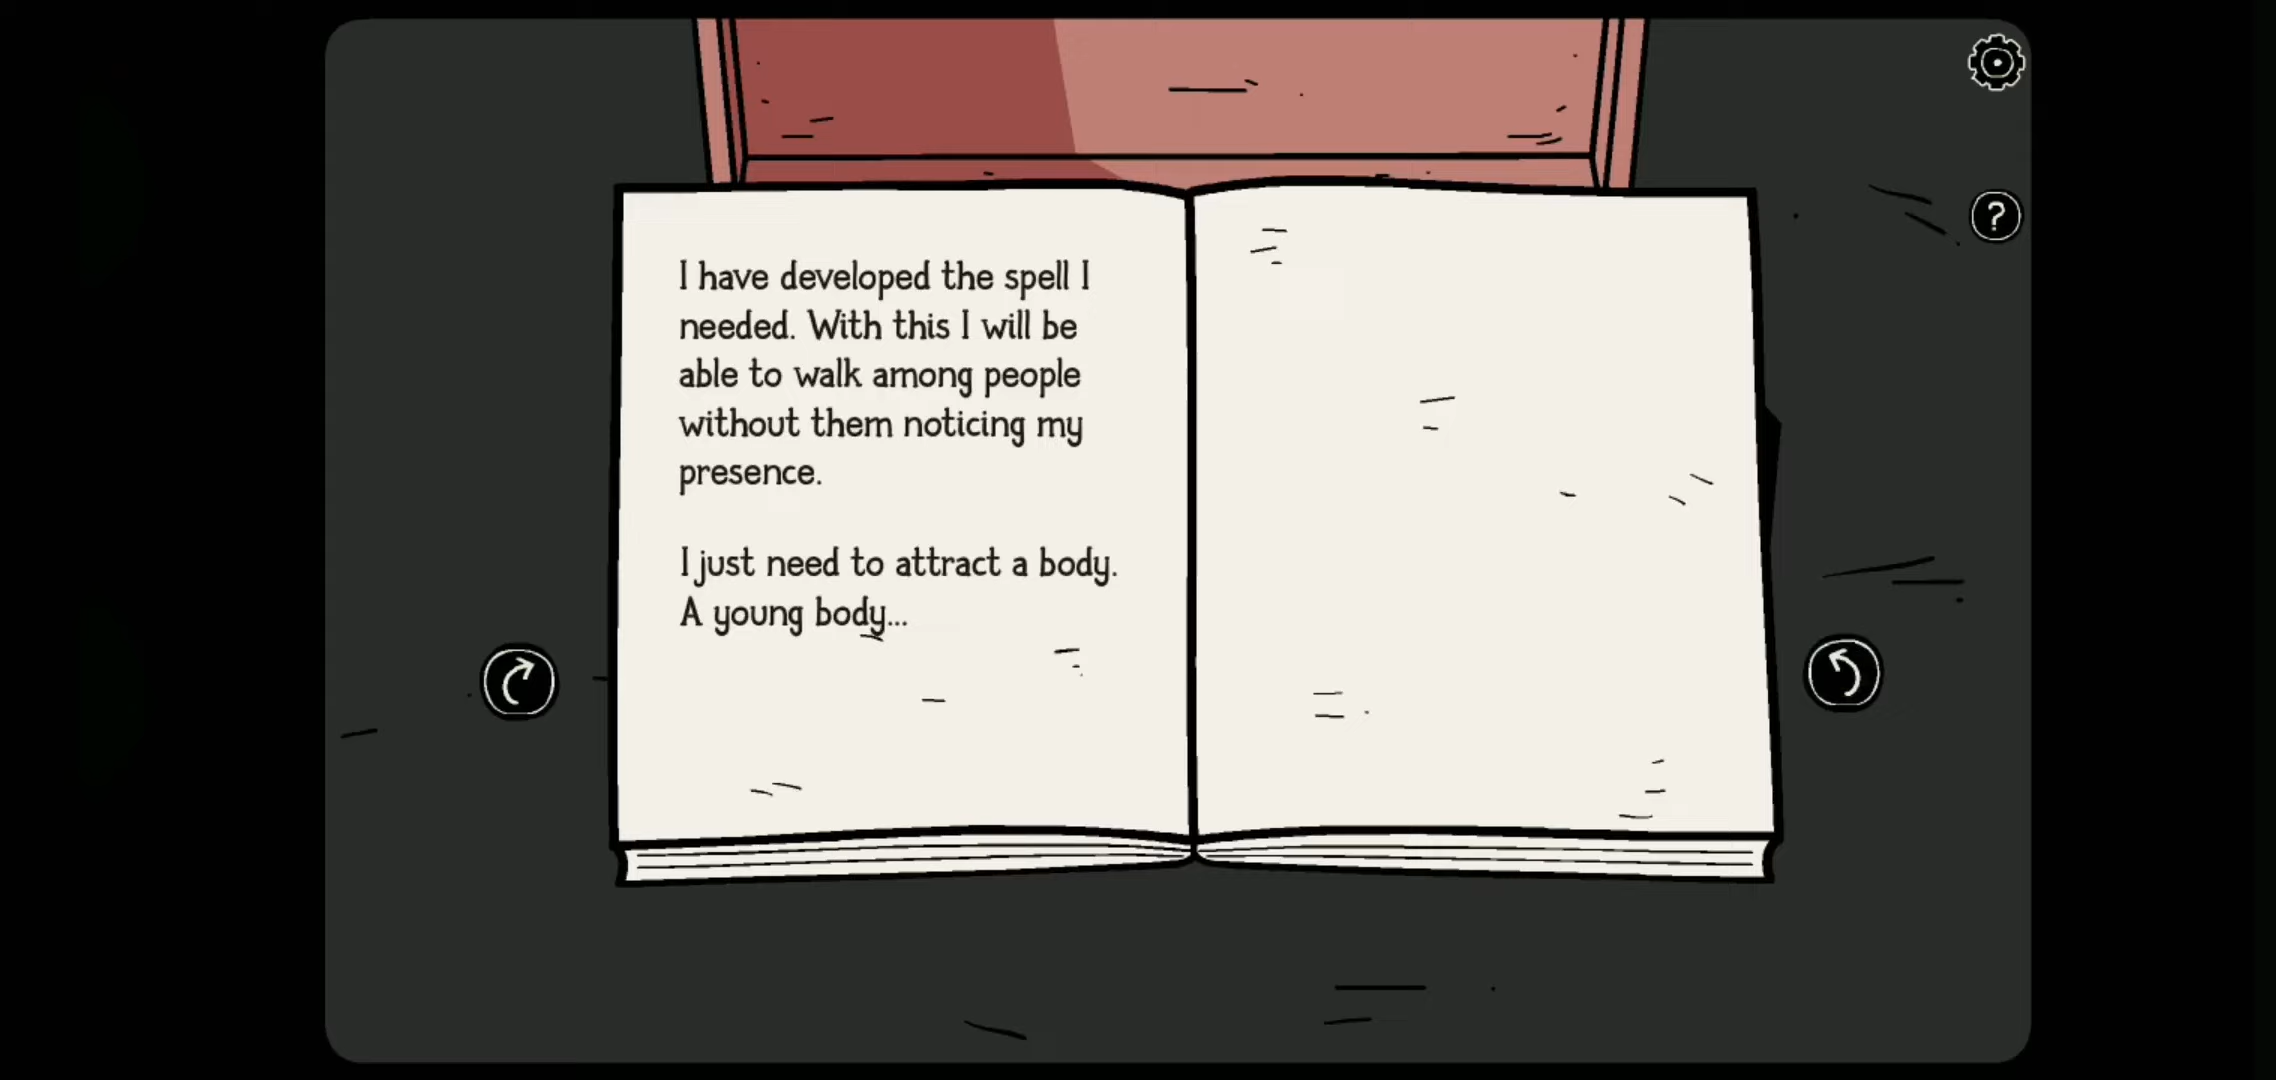 I have developed the spell I
needed. With this I will be
able to walk among people
without them noticing my
presence.
I just need to attract a body.
A young body...
?